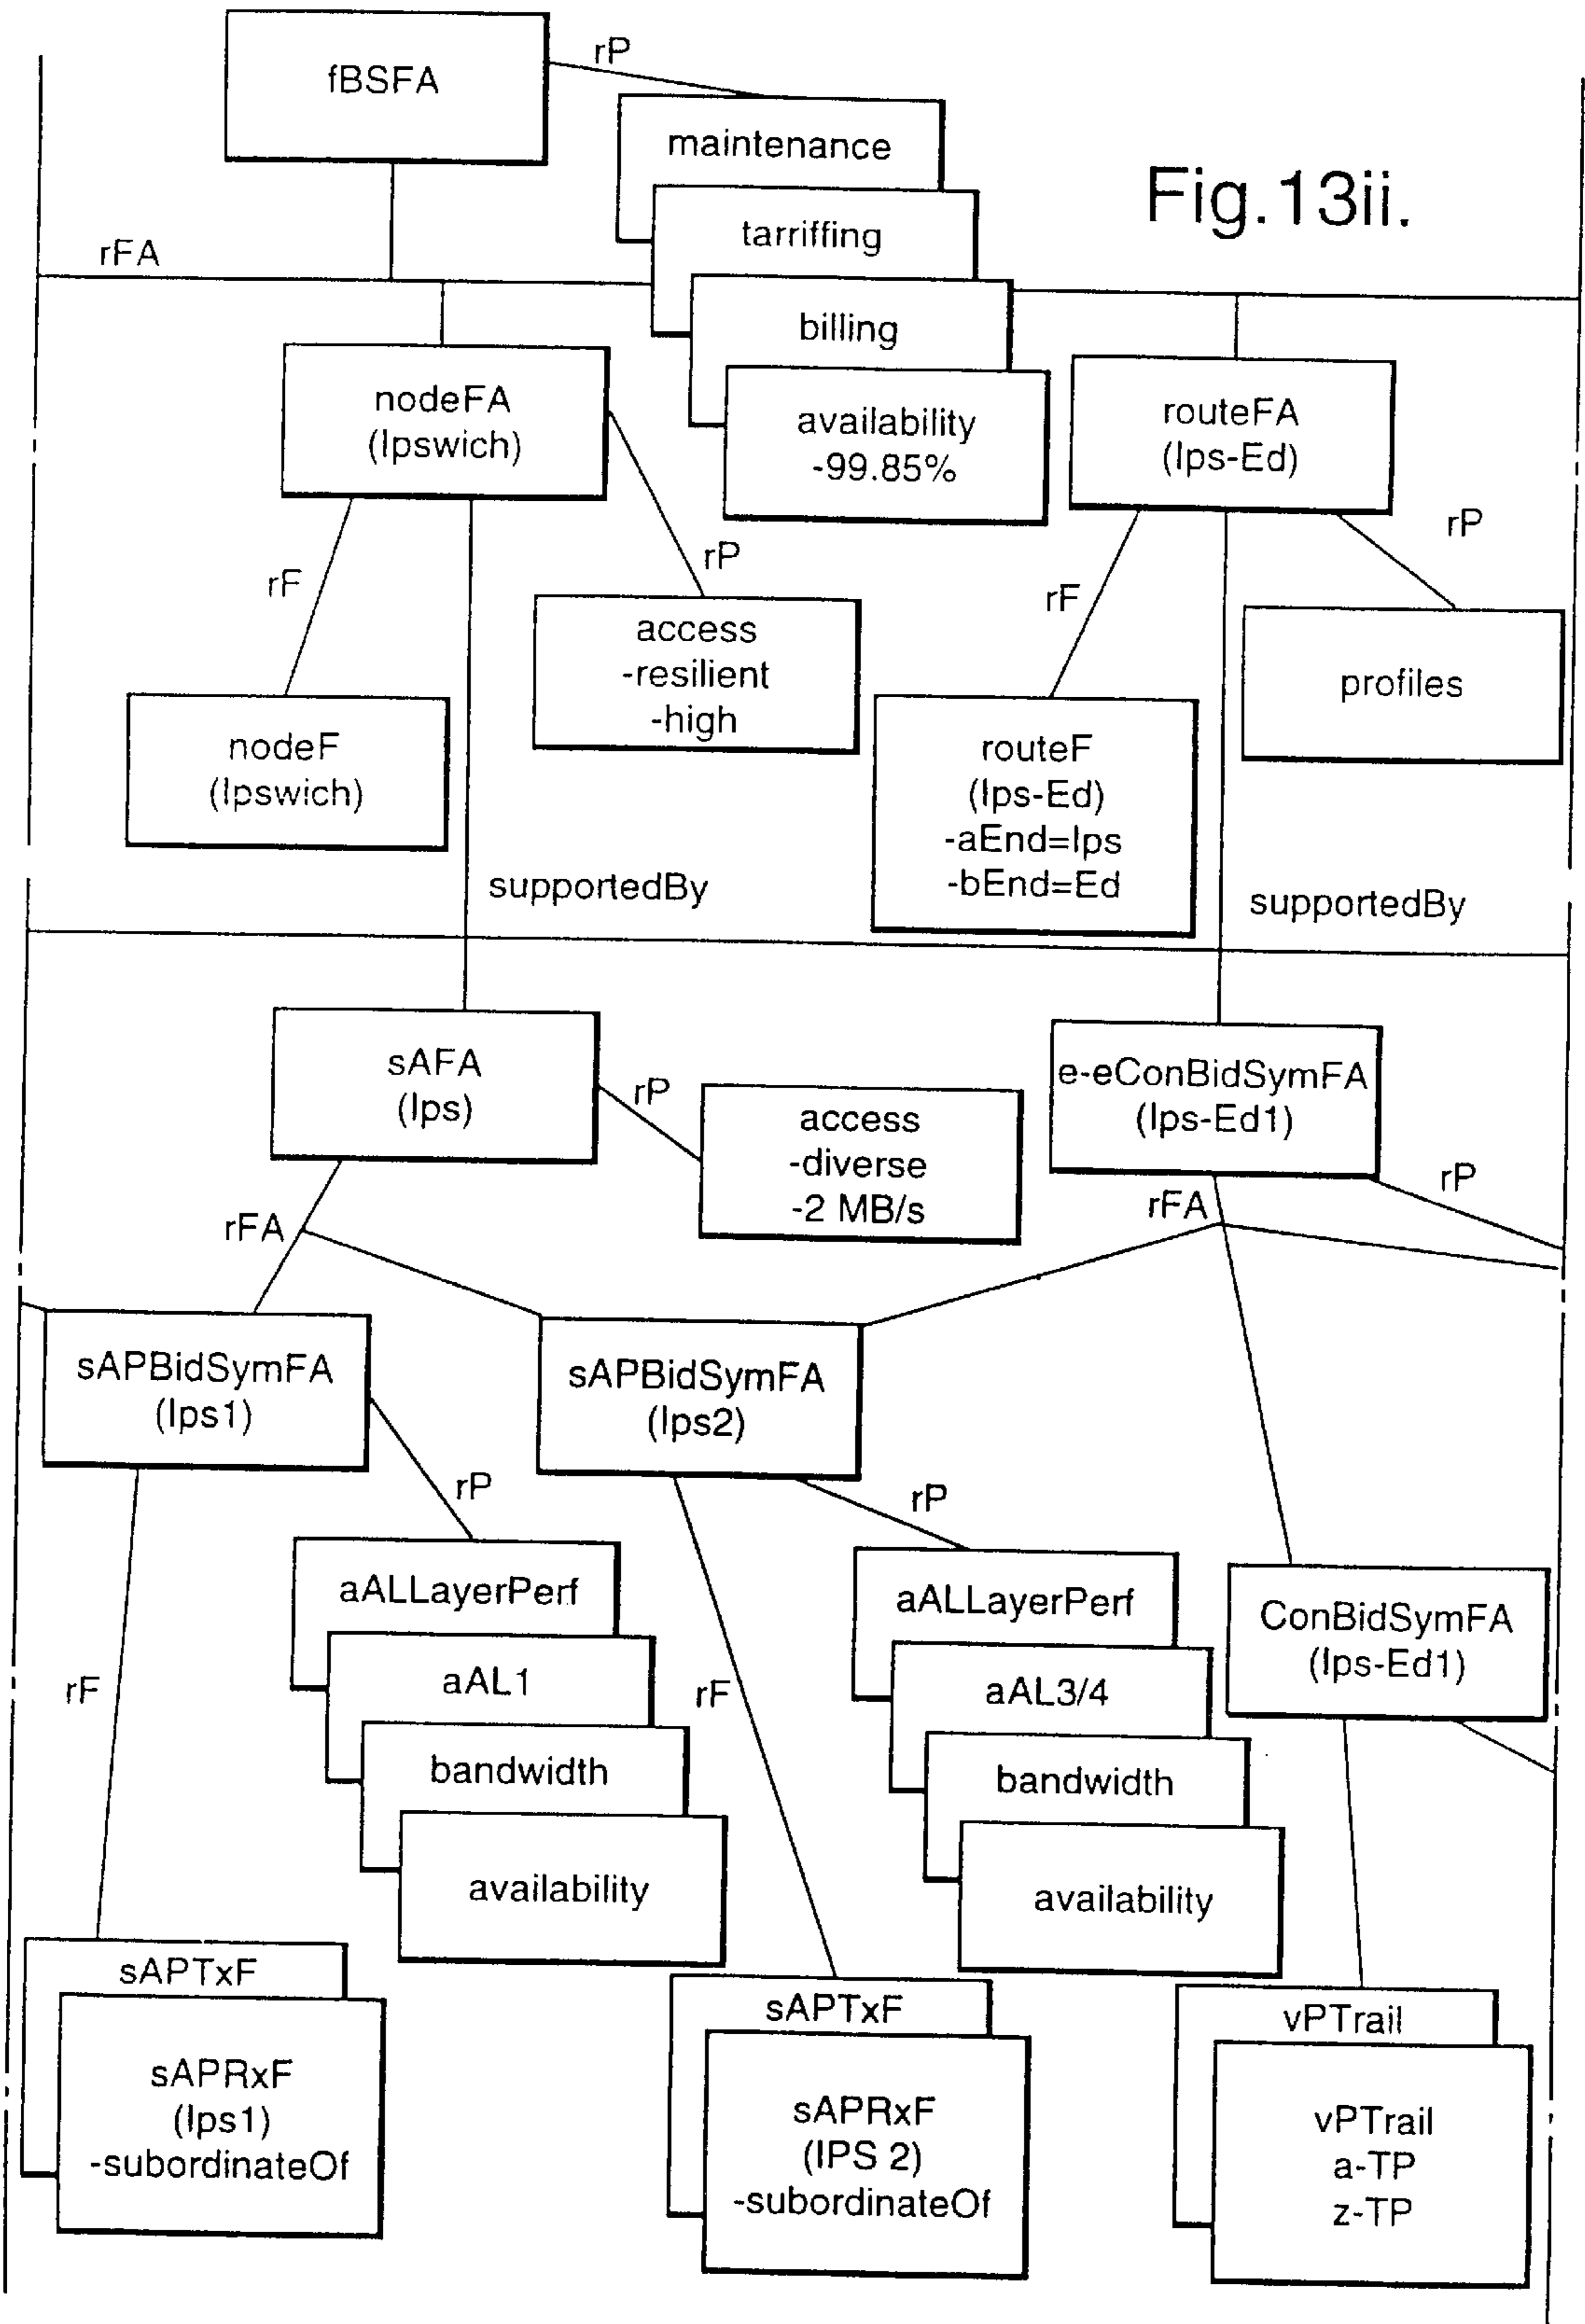 fBSFA
rP
maintenance
Fig.13ii.
tarriffing
rFA
billing
nodeFA
(Ipswich)
availability
-99.85%
routeFA
(Ips-Ed)
rP
rP
rF
rF
access
-resilient
-high
profiles
nodeF
(Ipswich)
routeF
(Ips-Ed)
-aEnd=Ips
-bEnd=Ed
supportedBy
supportedBy
sAFA
(Ips)
rP
access
-diverse
-2 MB/s
e-eConBidSymFA
(Ips-Ed1)
rP
rFA
rFA
sAPBidSymFA
(Ips1)
sAPBidSymFA
(Ips2)
rP
rP
aALLayerPerf
aAL1
bandwidth
availability
aALLayerPerf
aAL3/4
bandwidth
availability
ConBidSymFA
(Ips-Ed1)
rF
rF
sAPTxF
sAPRxF
(Ips1)
-subordinateOf
sAPTxF
sAPRxF
(IPS 2)
-subordinateOf
vPTrail
vPTrail
a-TP
z-TP